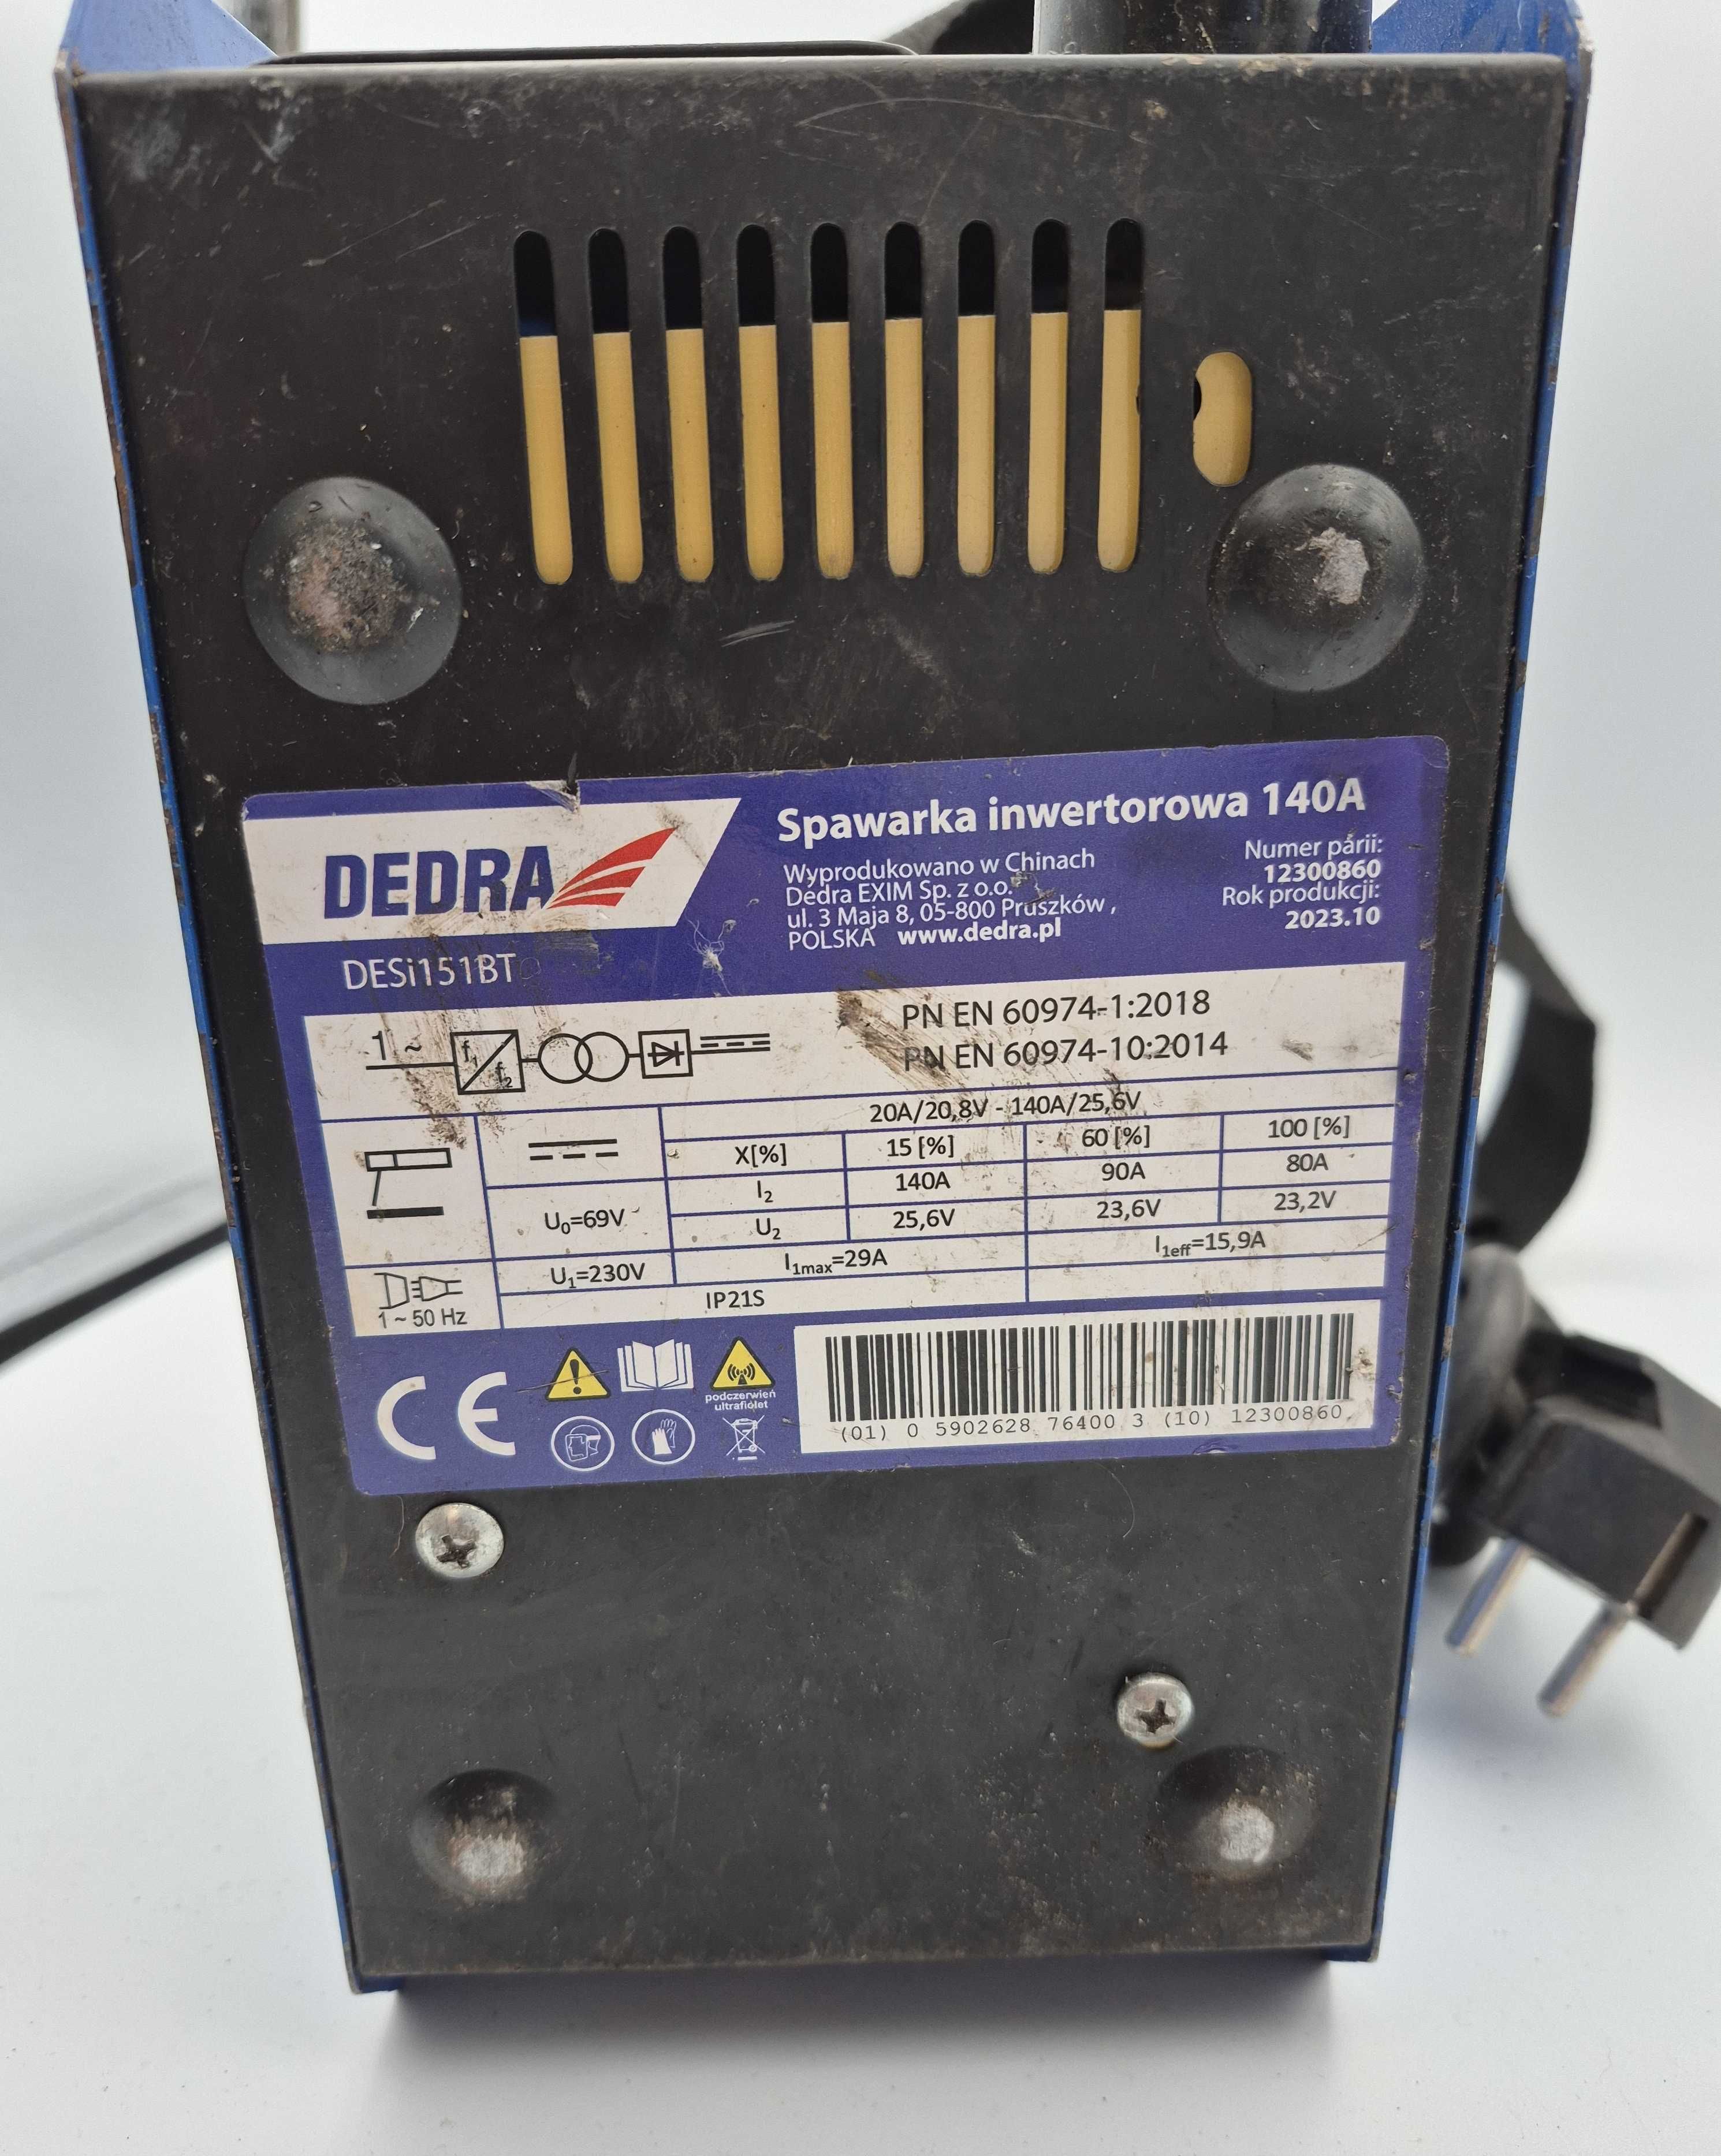 DEDRA
Spawarka inwertorowa 140A
Wyprodukowano w Chinach
Dedra EXIM Sp. z o.o.
ul. 3 Maja 8, 05-800 Pruszków ,
POLSKA www.dedra.pl
Numer partii:
12300860
Rok produkcji:
2023.10
DESi151BT
1 ~
f1
f2
PN EN 60974-1:2018
PN EN 60974-10:2014
20A/20,8V - 140A/25,6V
X[%] 15 [%] 60 [%] 100 [%]
I2 140A 90A 80A
U0=69V
U2 25,6V 23,6V 23,2V
U1=230V I1max=29A I1eff=15,9A
1 ~ 50 Hz
IP21S
CE
podczerwień
ultrafiolet
(01) 0 5902628 76400 3 (10) 12300860